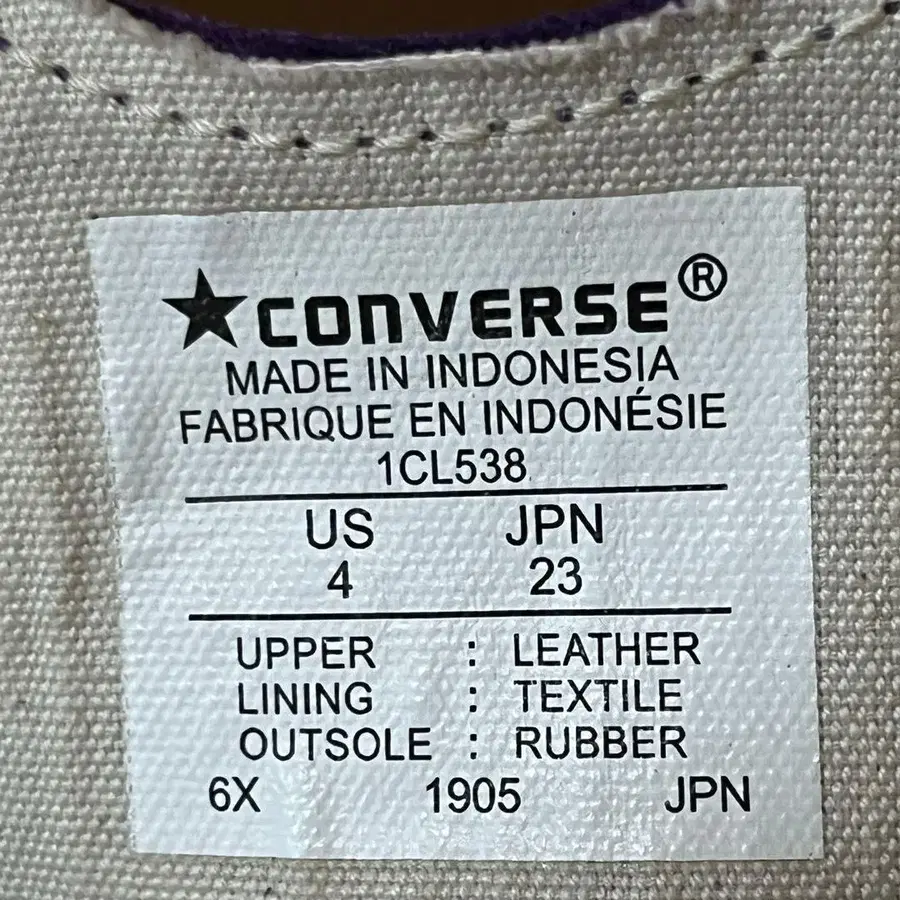 ★CONVERSE®
MADE IN INDONESIA
FABRIQUE EN INDONÉSIE
1CL538
US JPN
4 23
UPPER : LEATHER
LINING : TEXTILE
OUTSOLE : RUBBER
6X 1905 JPN